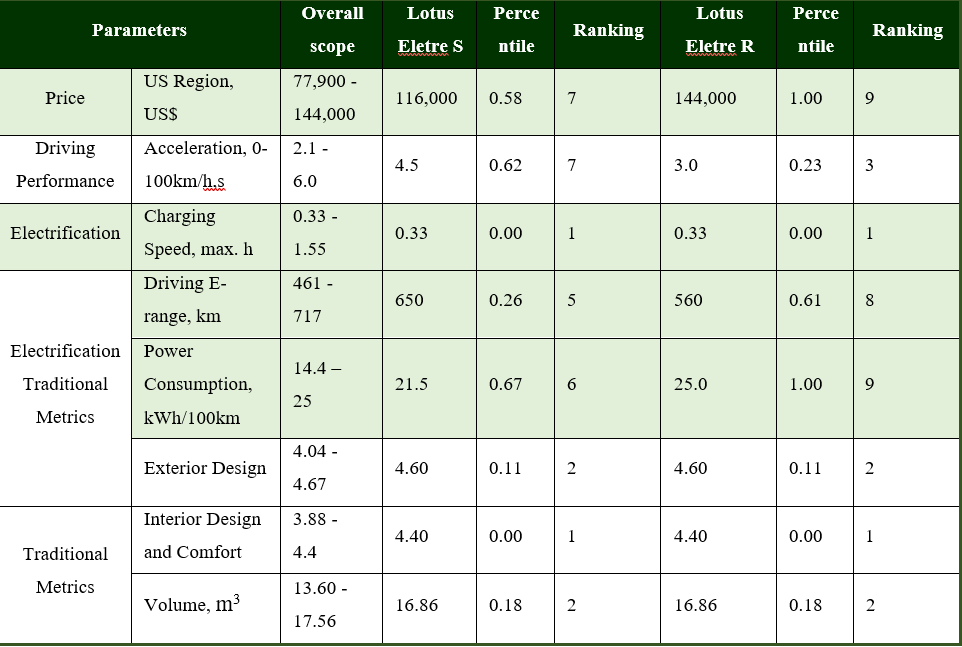 Parameters Overall scope Lotus Eletre S Perce ntile Ranking Lotus Eletre R Perce ntile Ranking
Price US Region, US$ 77,900 - 144,000 116,000 0.58 7 144,000 1.00 9
Driving Performance Acceleration, 0-100km/h,s 2.1 - 6.0 4.5 0.62 7 3.0 0.23 3
Electrification Charging Speed, max. h 0.33 - 1.55 0.33 0.00 1 0.33 0.00 1
Electrification Traditional Metrics Driving E-range, km 461 - 717 650 0.26 5 560 0.61 8
Power Consumption, kWh/100km 14.4 – 25 21.5 0.67 6 25.0 1.00 9
Exterior Design 4.04 - 4.67 4.60 0.11 2 4.60 0.11 2
Traditional Metrics Interior Design and Comfort 3.88 - 4.4 4.40 0.00 1 4.40 0.00 1
Volume, m³ 13.60 - 17.56 16.86 0.18 2 16.86 0.18 2